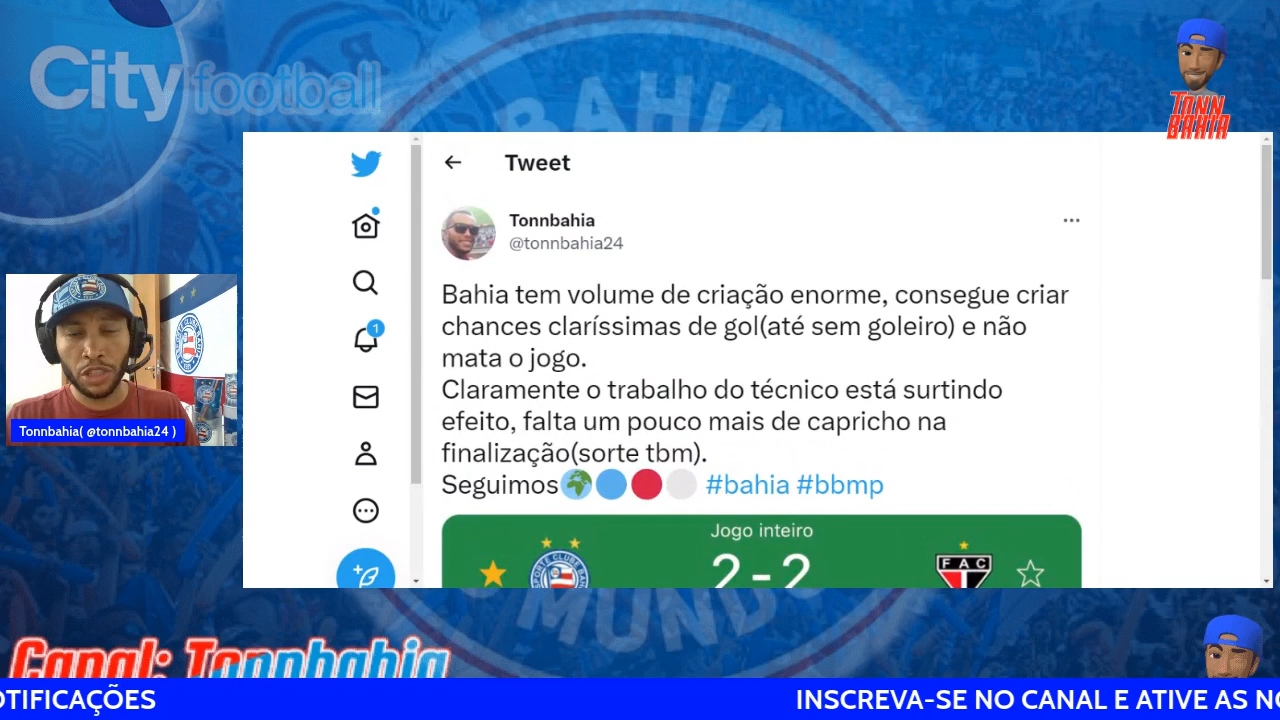 City football
BAHIA
TONN
BAHIA
Tweet
Tonnbahia
@tonnbahia24
Bahia tem volume de criação enorme, consegue criar
chances claríssimas de gol(até sem goleiro) e não
mata o jogo.
Claramente o trabalho do técnico está surtindo
efeito, falta um pouco mais de capricho na
finalização(sorte tbm).
Seguimos #bahia #bbmp
1
Jogo inteiro
2-2
F A C
Tonnbahia( @tonnbahia24 )
MUNDO
Canal: Tonnbahia
OTIFICAÇÕES
INSCREVA-SE NO CANAL E ATIVE AS NO